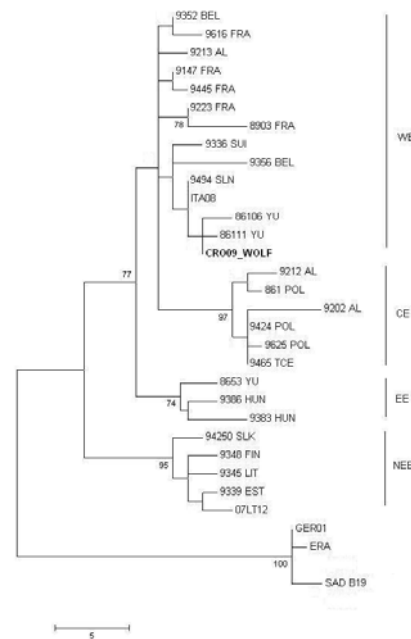 9352 BEL
9616 FRA
9213 AL
9147 FRA
9445 FRA
9223 FRA
78
8903 FRA
9336 SUI
WE
9356 BEL
9494 SLN
ITA08
86106 YU
86111 YU
CRO09_WOLF
77
9212 AL
861 POL
97
9202 AL
CE
9424 POL
9625 POL
9465 TCE
8653 YU
74
9386 HUN
EE
9383 HUN
94250 SLK
95
9348 FIN
9345 LIT
NEE
9339 EST
07LT12
GER01
ERA
100
SAD B19
5